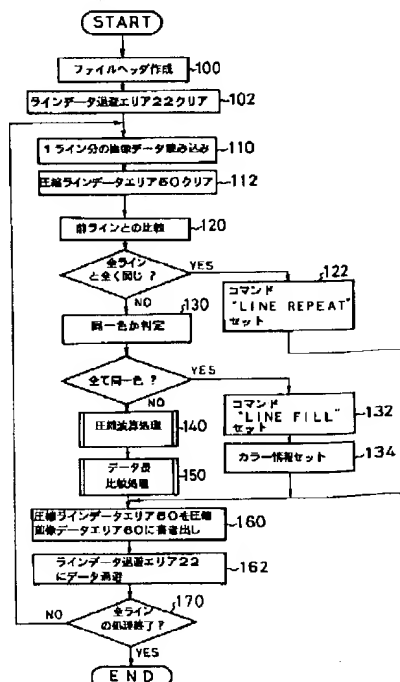 START
ファイルヘッダ作成
100
ラインデータ退避エリア22クリア
102
1ライン分の画像データ読み込み
110
圧縮ラインデータエリア60クリア
112
前ラインとの比較
120
全ライン
と全く同じ？
YES
NO
122
コマンド
"LINE REPEAT"
セット
130
同一色か判定
全て同一色？
YES
NO
132
コマンド
"LINE FILL"
セット
圧縮演算処理
140
134
カラー情報セット
データ長
比較処理
150
圧縮ラインデータエリア60を圧縮
画像データエリア60に書き出し
160
ラインデータ退避エリア22
にデータ退避
162
170
全ライン
の処理終了？
NO
YES
END